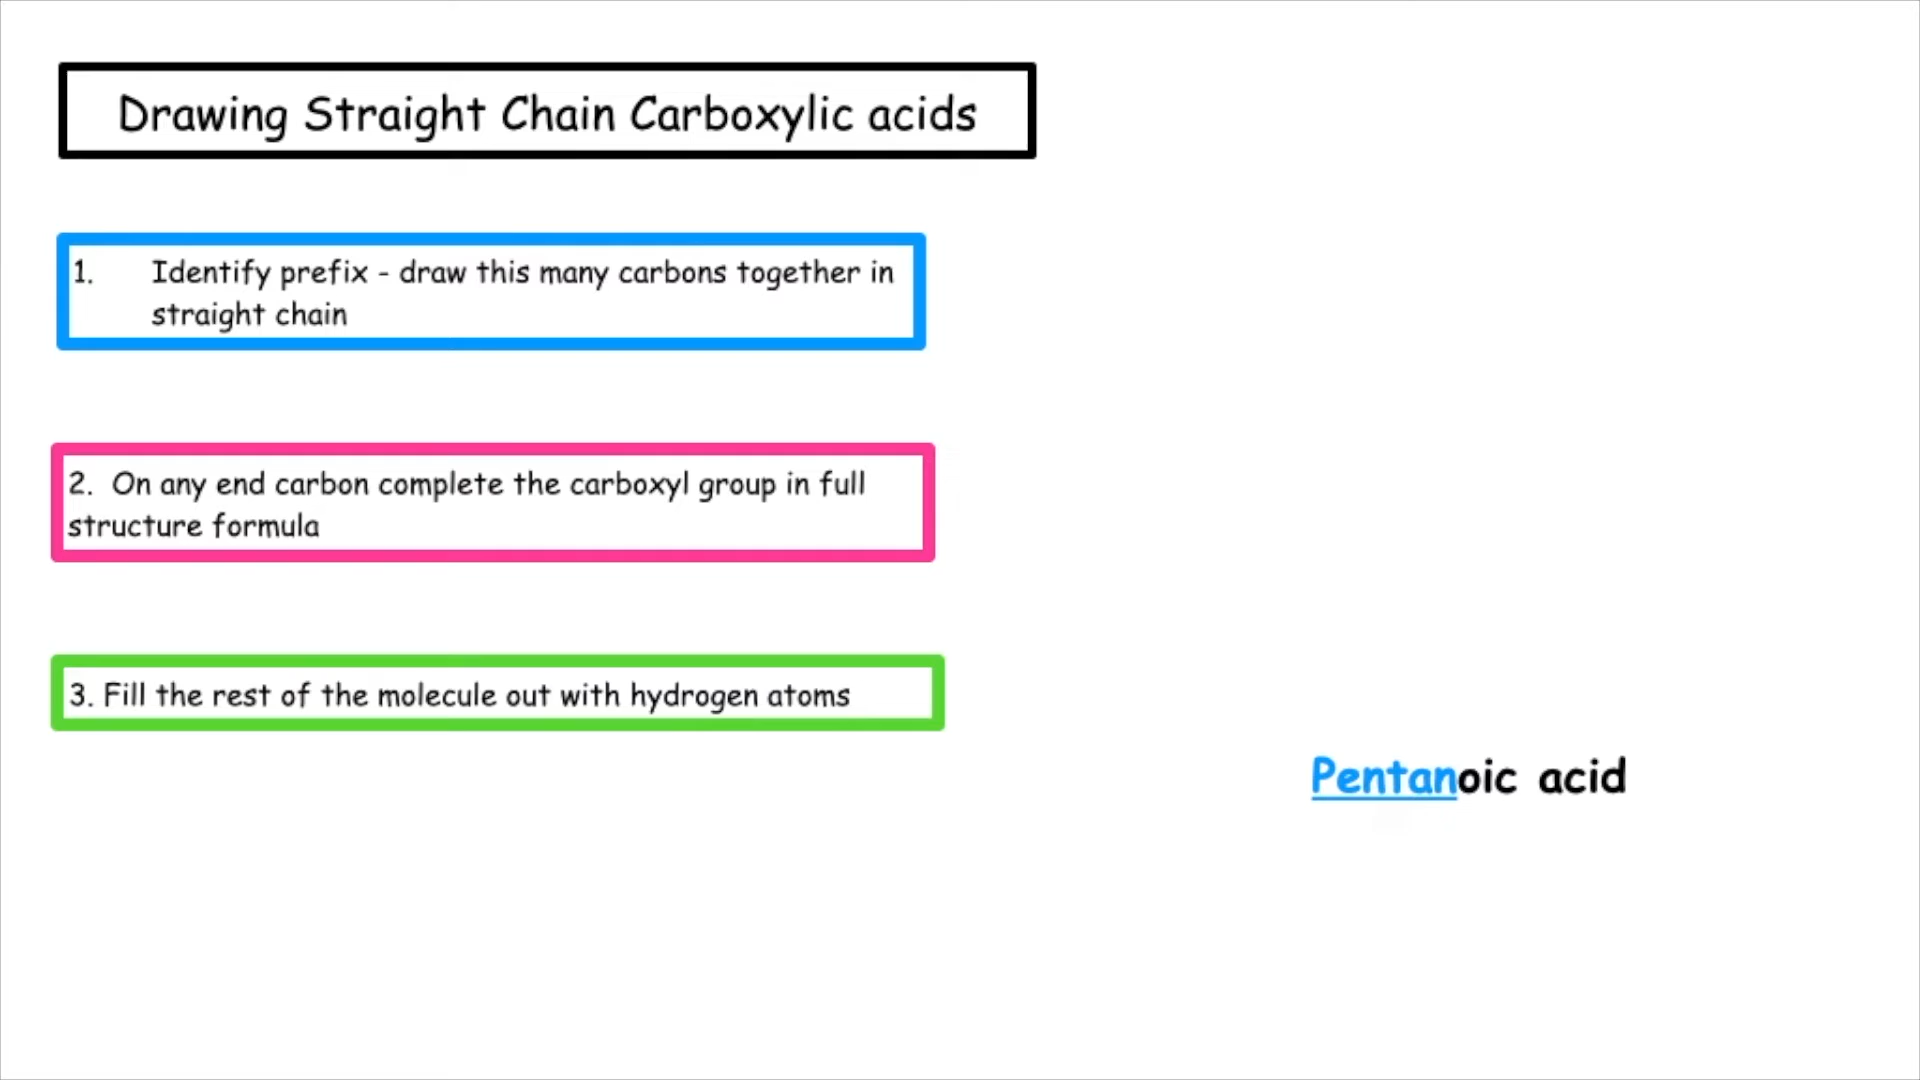 Drawing Straight Chain Carboxylic acids
1. Identify prefix - draw this many carbons together in
straight chain
2. On any end carbon complete the carboxyl group in full
structure formula
3. Fill the rest of the molecule out with hydrogen atoms
Pentanoic acid